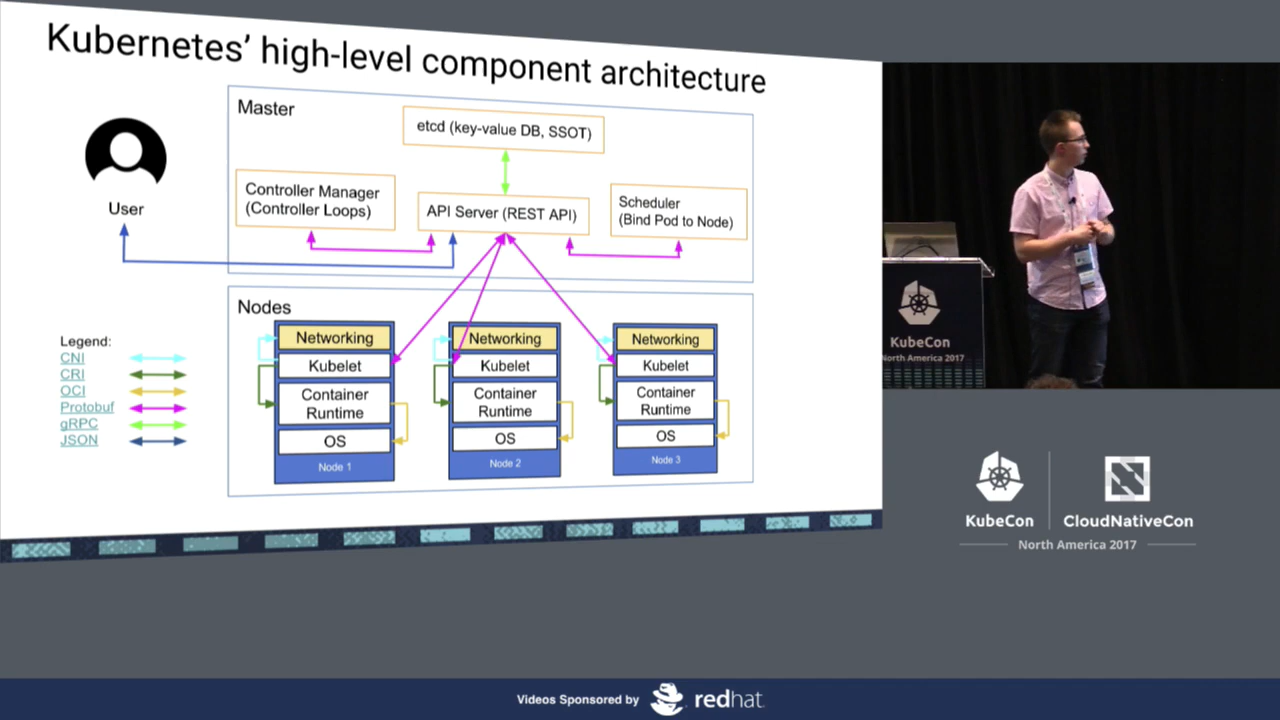 Kubernetes' high-level component architecture
Master
etcd (key-value DB, SSOT)
Controller Manager
(Controller Loops)
API Server (REST API)
Scheduler
(Bind Pod to Node)
User
Nodes
Networking
Kubelet
Container
Runtime
OS
Node 1
Networking
Kubelet
Container
Runtime
OS
Node 2
Networking
Kubelet
Container
Runtime
OS
Node 3
Legend:
CNI
CRI
OCI
Protobuf
gRPC
JSON
KubeCon
North America 2017
KubeCon
CloudNativeCon
North America 2017
Videos Sponsored by
redhat